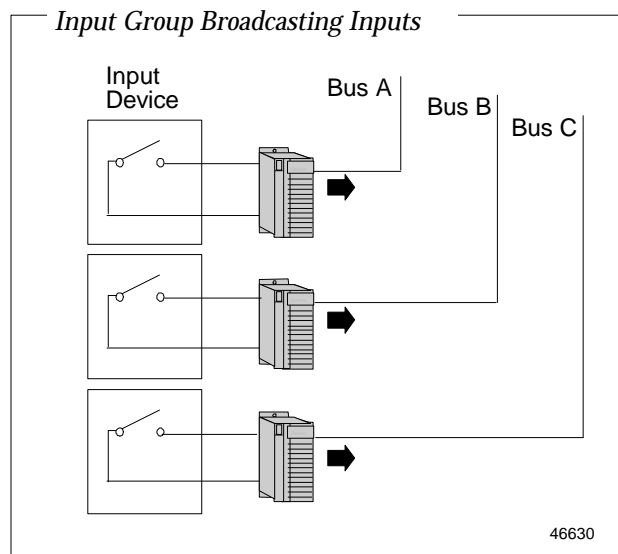 Input Group Broadcasting Inputs
Input
Device
Bus A
Bus B
Bus C
46630